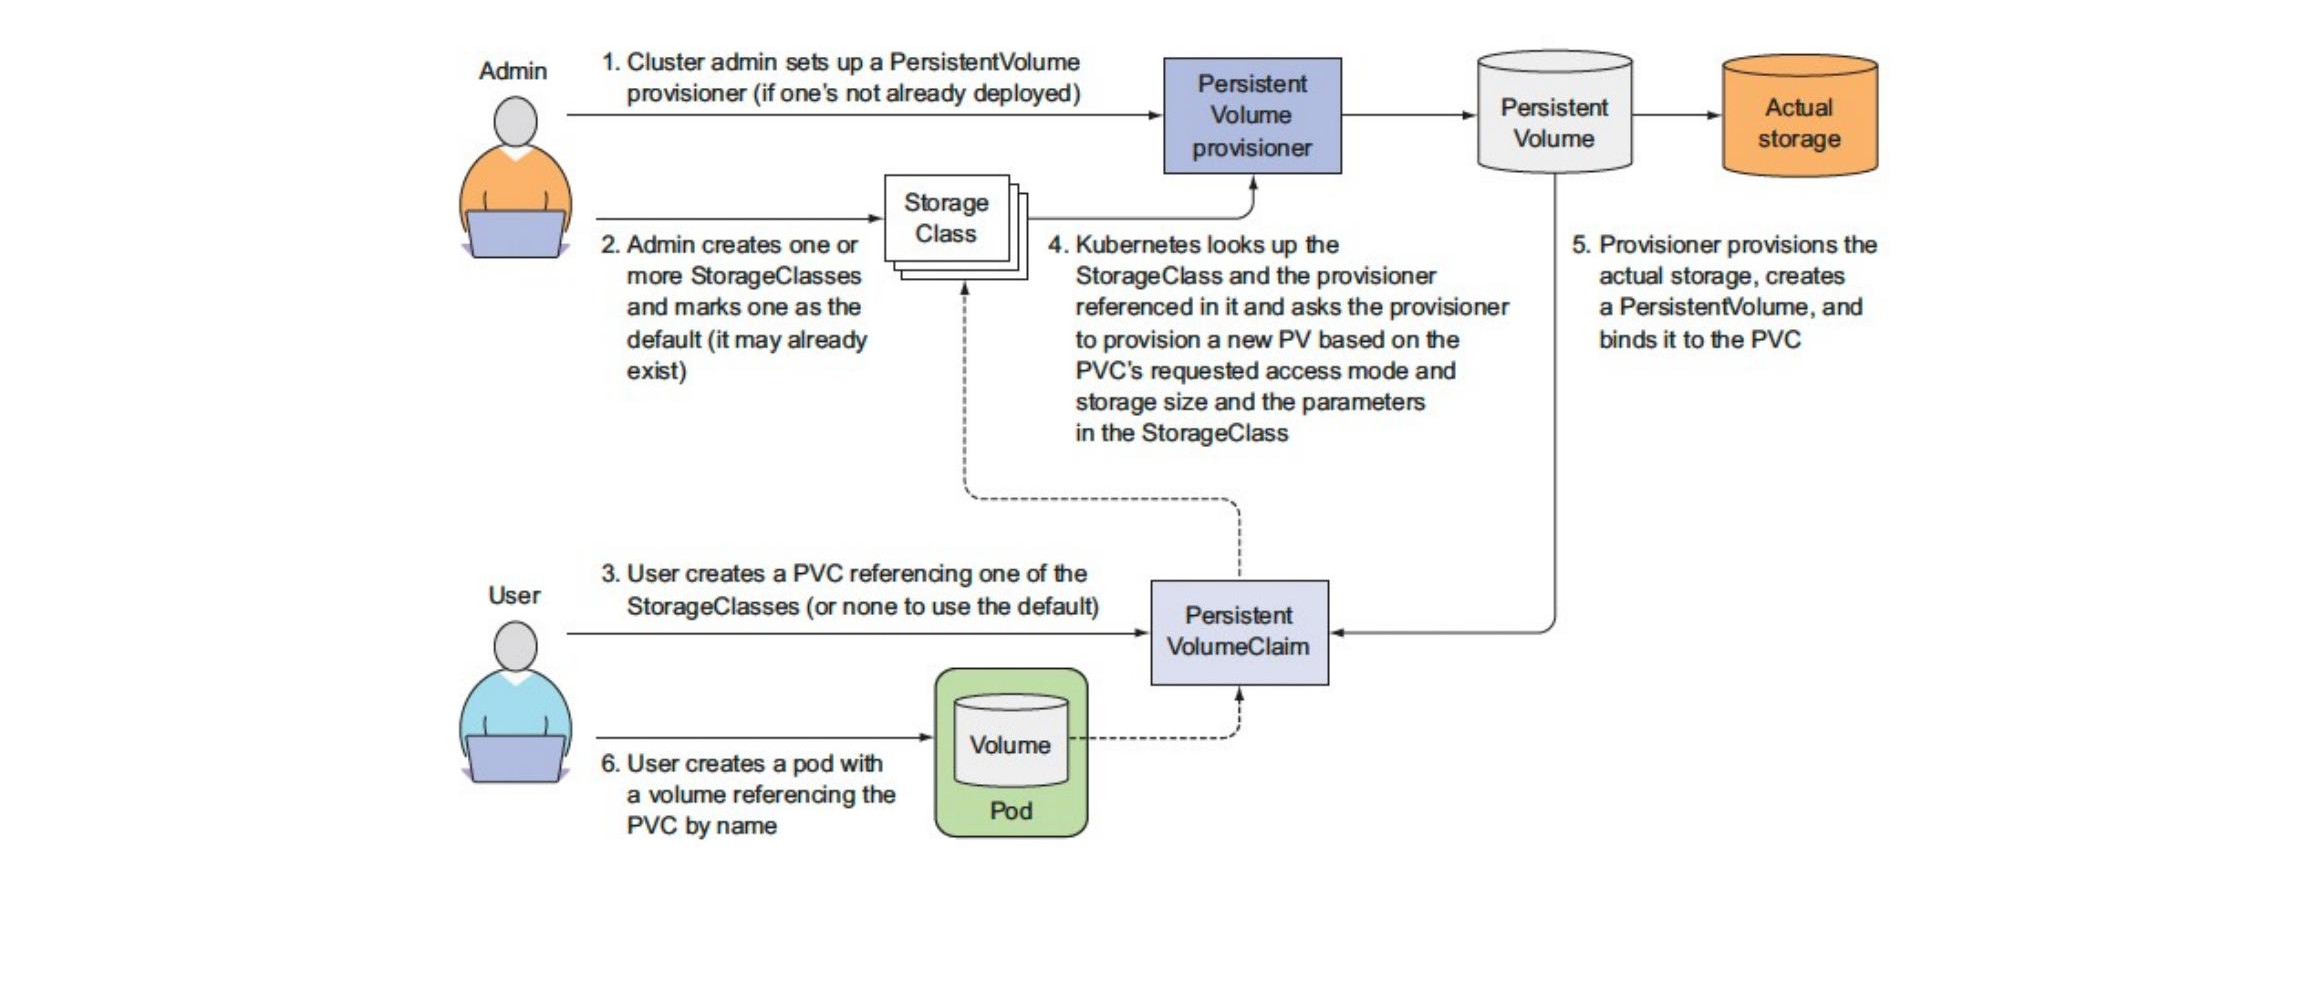 Admin
1. Cluster admin sets up a PersistentVolume
provisioner (if one's not already deployed)
Persistent
Volume
provisioner
Persistent
Volume
Actual
storage
Storage
Class
2. Admin creates one or
more StorageClasses
and marks one as the
default (it may already
exist)
4. Kubernetes looks up the
StorageClass and the provisioner
referenced in it and asks the provisioner
to provision a new PV based on the
PVC's requested access mode and
storage size and the parameters
in the StorageClass
5. Provisioner provisions the
actual storage, creates
a PersistentVolume, and
binds it to the PVC
User
3. User creates a PVC referencing one of the
StorageClasses (or none to use the default)
Persistent
VolumeClaim
6. User creates a pod with
a volume referencing the
PVC by name
Volume
Pod